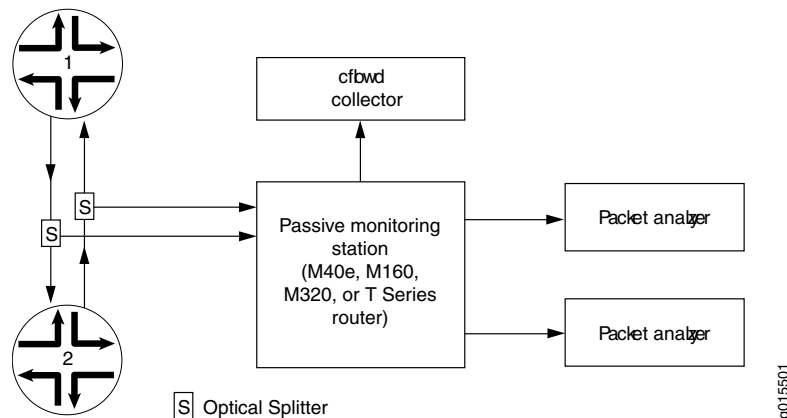 1
cfbwd
collector
S
S
Passive monitoring
station
(M40e, M160,
M320, or T Series
router)
Packet analyzer
Packet analyzer
2
S Optical Splitter
g015501